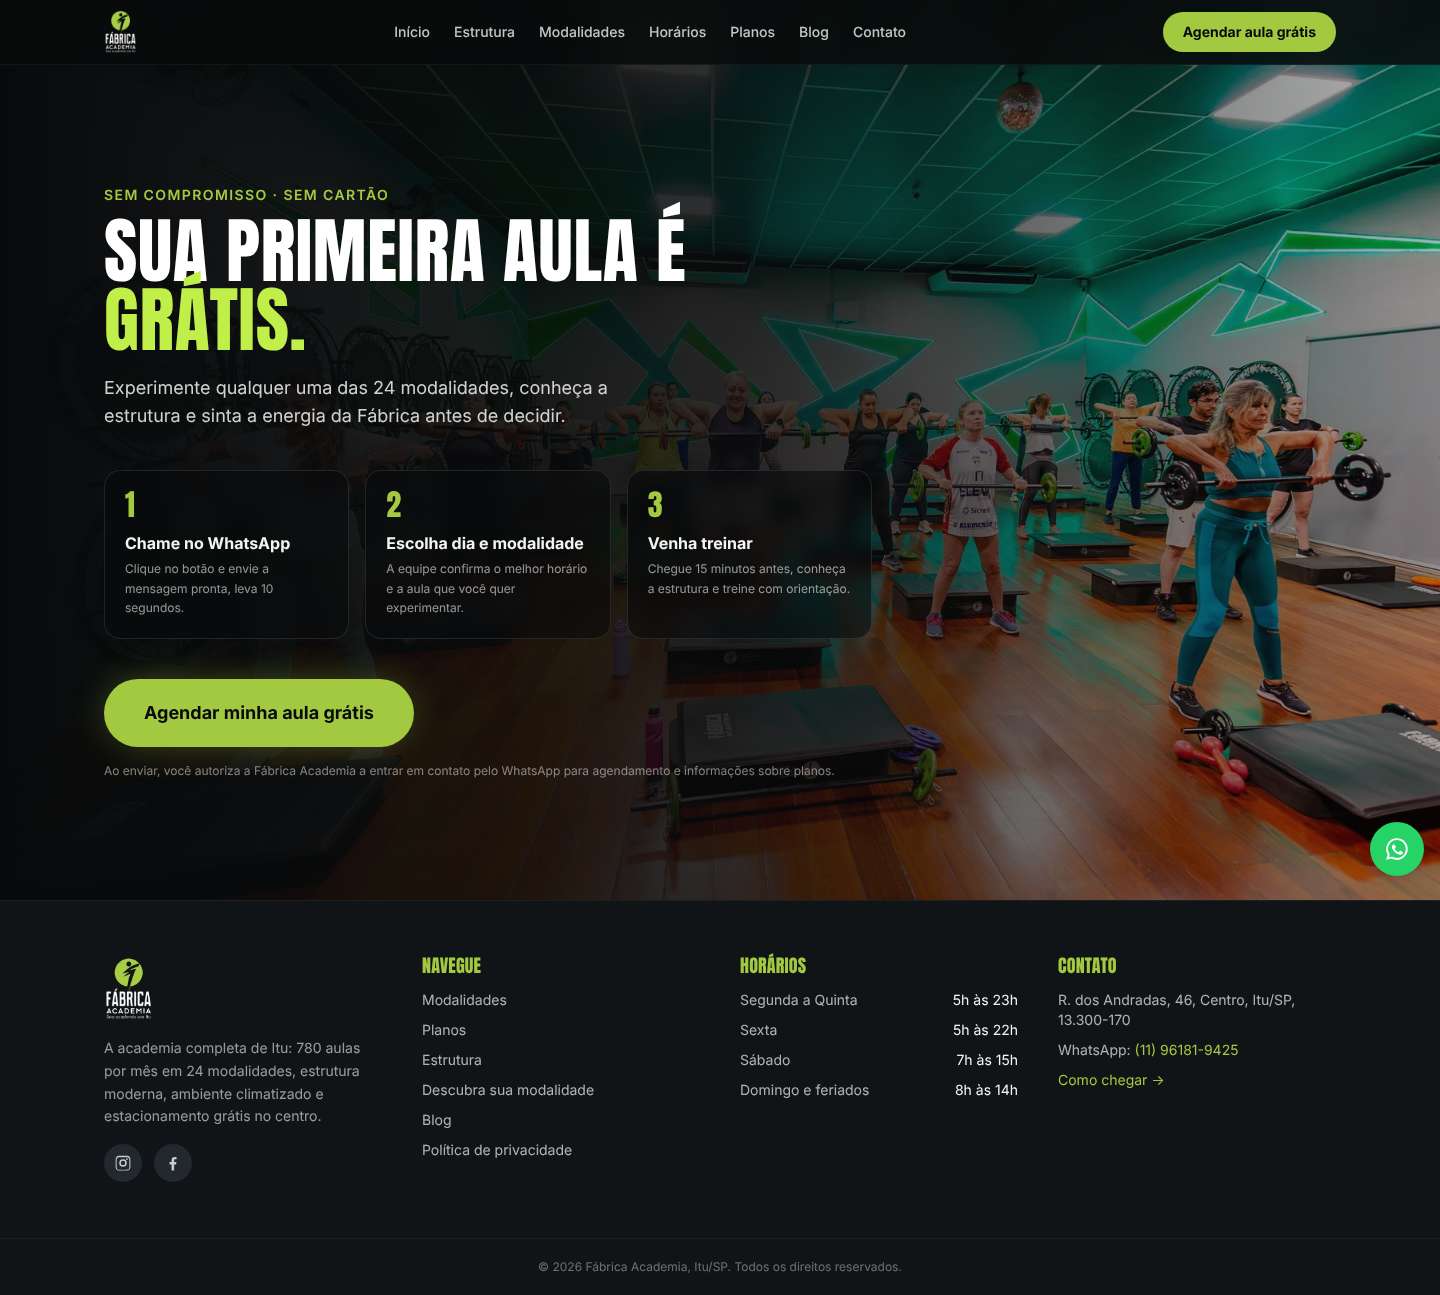 FÁBRICA
ACADEMIA
Início Estrutura Modalidades Horários Planos Blog Contato
Agendar aula grátis
SEM COMPROMISSO · SEM CARTÃO
SUA PRIMEIRA AULA É
GRÁTIS.
Experimente qualquer uma das 24 modalidades, conheça a
estrutura e sinta a energia da Fábrica antes de decidir.
1
Chame no WhatsApp
Clique no botão e envie a
mensagem pronta, leva 10
segundos.
2
Escolha dia e modalidade
A equipe confirma o melhor horário
e a aula que você quer
experimentar.
3
Venha treinar
Chegue 15 minutos antes, conheça
a estrutura e treine com orientação.
Agendar minha aula grátis
Ao enviar, você autoriza a Fábrica Academia a entrar em contato pelo WhatsApp para agendamento e informações sobre planos.
FÁBRICA
ACADEMIA
A academia completa de Itu: 780 aulas
por mês em 24 modalidades, estrutura
moderna, ambiente climatizado e
estacionamento grátis no centro.
NAVEGUE
Modalidades
Planos
Estrutura
Descubra sua modalidade
Blog
Política de privacidade
HORÁRIOS
Segunda a Quinta 5h às 23h
Sexta 5h às 22h
Sábado 7h às 15h
Domingo e feriados 8h às 14h
CONTATO
R. dos Andradas, 46, Centro, Itu/SP,
13.300-170
WhatsApp: (11) 96181-9425
Como chegar →
© 2026 Fábrica Academia, Itu/SP. Todos os direitos reservados.